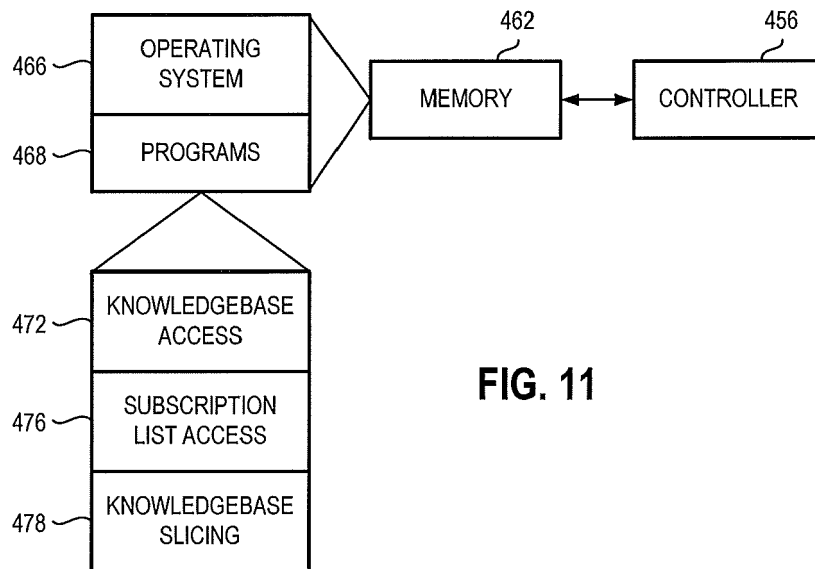 462
456
466
OPERATING
SYSTEM
MEMORY
CONTROLLER
468
PROGRAMS
472
KNOWLEDGEBASE
ACCESS
476
SUBSCRIPTION
LIST ACCESS
FIG. 11
478
KNOWLEDGEBASE
SLICING